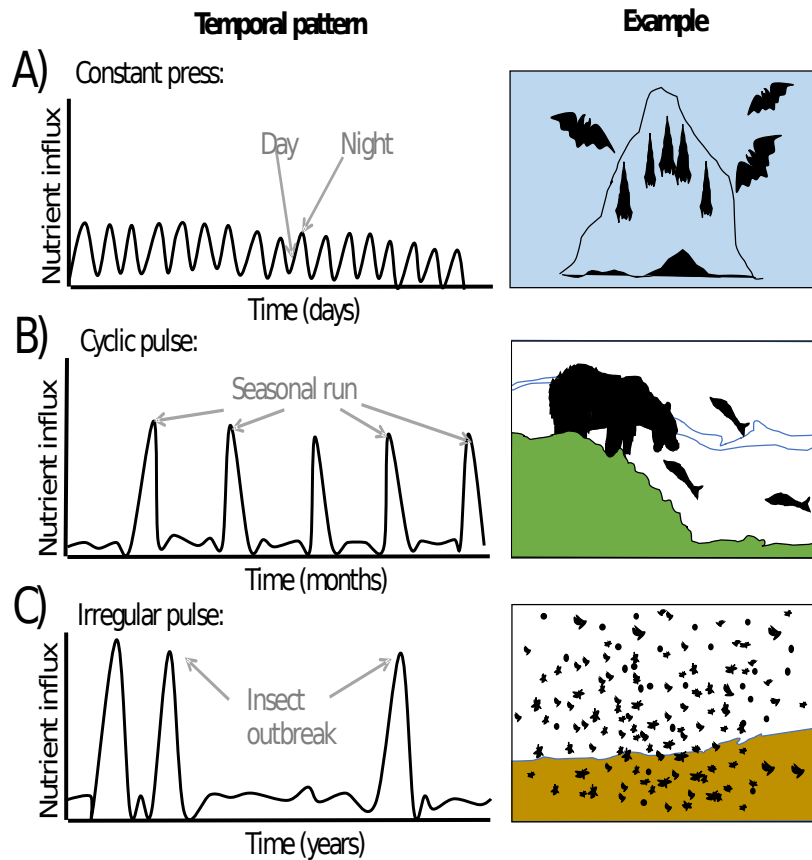 Temporal pattern
Example
A)
Constant press:
Nutrient influx
Day
Night
Time (days)
B)
Cyclic pulse:
Nutrient influx
Seasonal run
Time (months)
C)
Irregular pulse:
Nutrient influx
Insect
outbreak
Time (years)